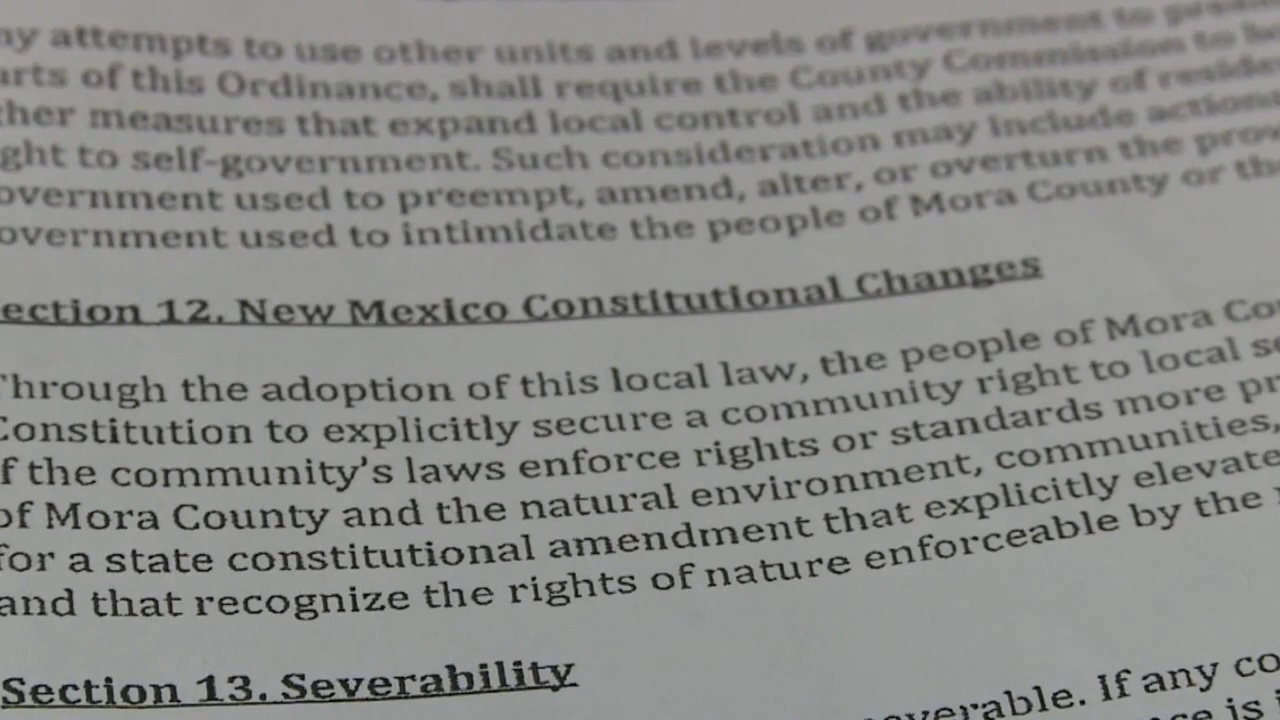 ny attempts to use other units and levels of government to
arts of this Ordinance, shall require the County Commission to
ther measures that expand local control and the ability of
ght to self-government. Such consideration may include actions
overnment used to preempt, amend, alter, or overturn the
overnment used to intimidate the people of Mora County or
ection 12. New Mexico Constitutional Changes
Through the adoption of this local law, the people of Mora Co
Constitution to explicitly secure a community right to local
f the community's laws enforce rights or standards more
of Mora County and the natural environment, communities,
for a state constitutional amendment that explicitly elevate
and that recognize the rights of nature enforceable by the
Section 13. Severability
verable. If any co
is